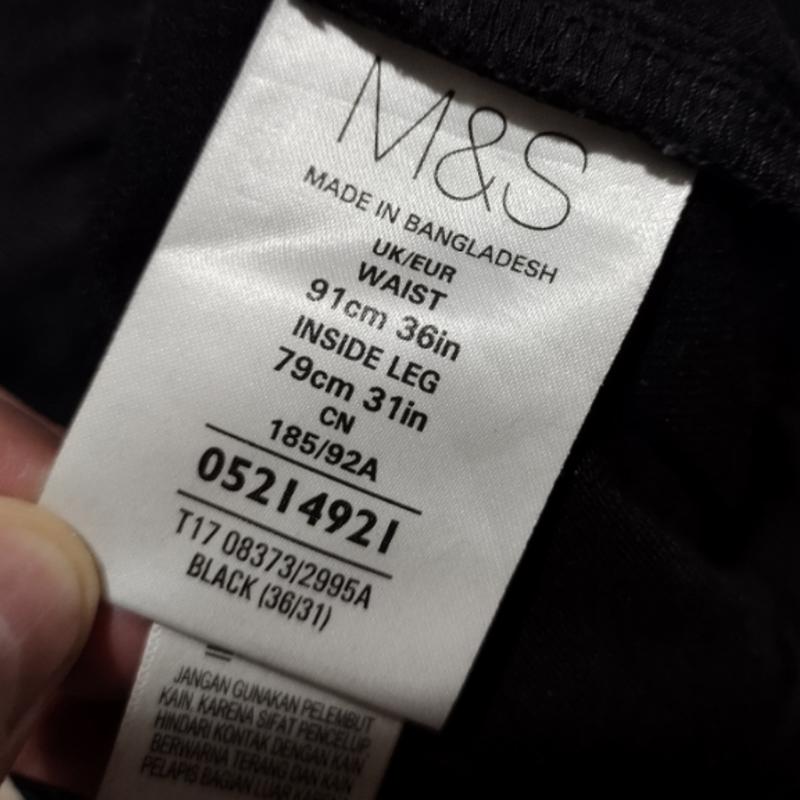 M&S
MADE IN BANGLADESH
UK/EUR
WAIST
91cm 36in
INSIDE LEG
79cm 31in
CN
185/92A
05214921
T17 08373/2995A
BLACK (36/31)
JANGAN GUNAKAN PELEMBUT
KAIN. KARENA SIFAT PENCELUP
HINDARI KONTAK DENGAN KAIN
BERWARNA TERANG DAN KAIN
PELAPIS BAGIAN LUAR